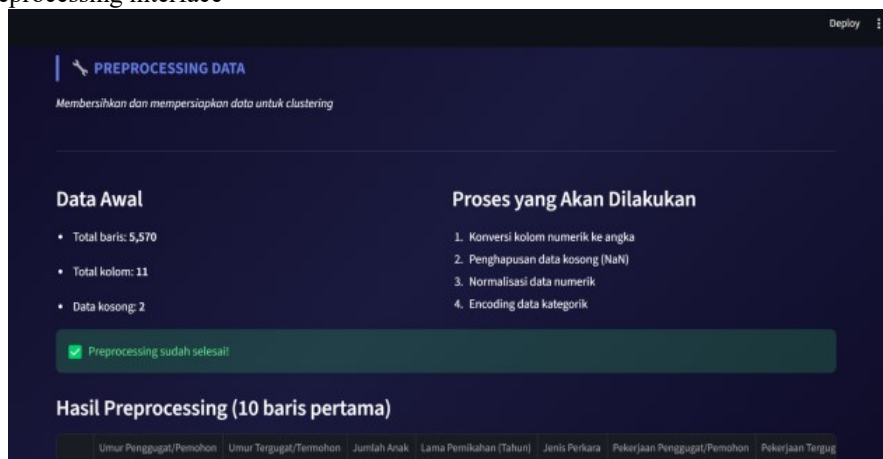 processing interface
Deploy
PREPROCESSING DATA
Membersihkan dan mempersiapkan data untuk clustering
Data Awal
• Total baris: 5,570
• Total kolom: 11
• Data kosong: 2
Proses yang Akan Dilakukan
1. Konversi kolom numerik ke angka
2. Penghapusan data kosong (NaN)
3. Normalisasi data numerik
4. Encoding data kategorik
Preprocessing sudah selesai!
Hasil Preprocessing (10 baris pertama)
Umur Penggugat/Pemohon Umur Tergugat/Termohon Jumlah Anak Lama Pernikahan (Tahun) Jenis Perkara Pekerjaan Penggugat/Pemohon Pekerjaan Tergug